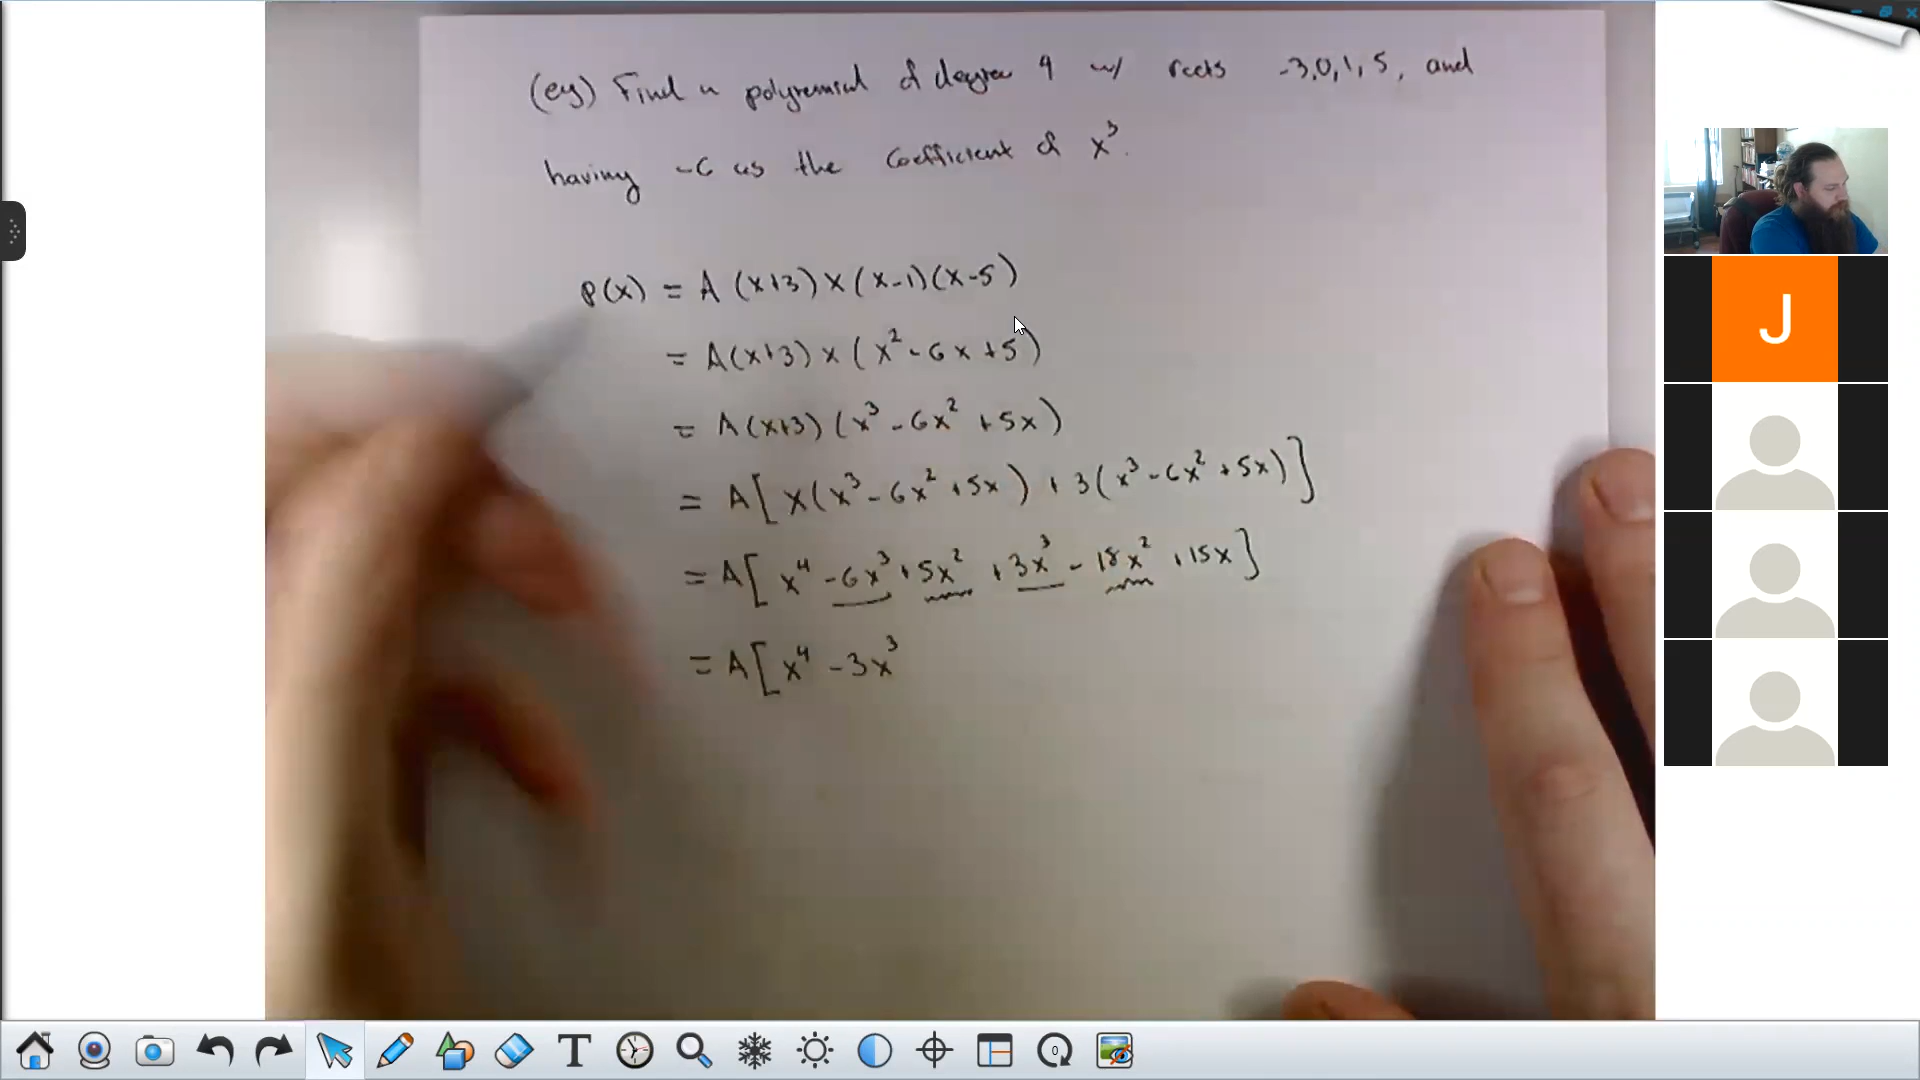 (eg) Find a polynomial of degree 4 w/ roots -3,0,1,5, and
having -6 as the coefficient of x³.
P(x) = A(x+3)x(x-1)(x-5)
= A(x+3)x(x²-6x+5)
= A(x+3)(x³-6x²+5x)
= A[x(x³-6x²+5x)+3(x³-6x²+5x)]
= A[x⁴-6x³+5x²+3x³-18x²+15x]
= A[x⁴-3x³
J
T
0